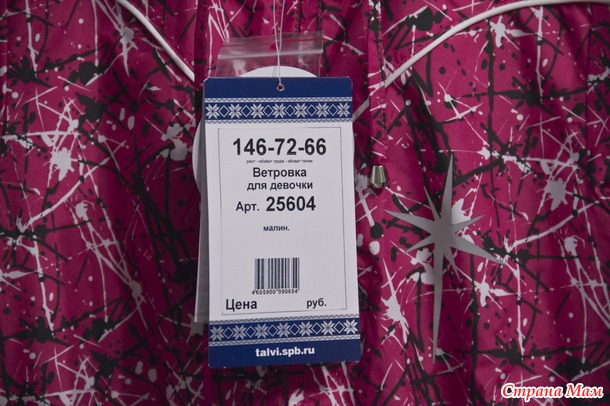 146-72-66
рост - обхват груди - обхват талии
Ветровка
для девочки
Арт. 25604
малин.
4605900090654
Цена руб.
talvi.spb.ru
Страна Мам